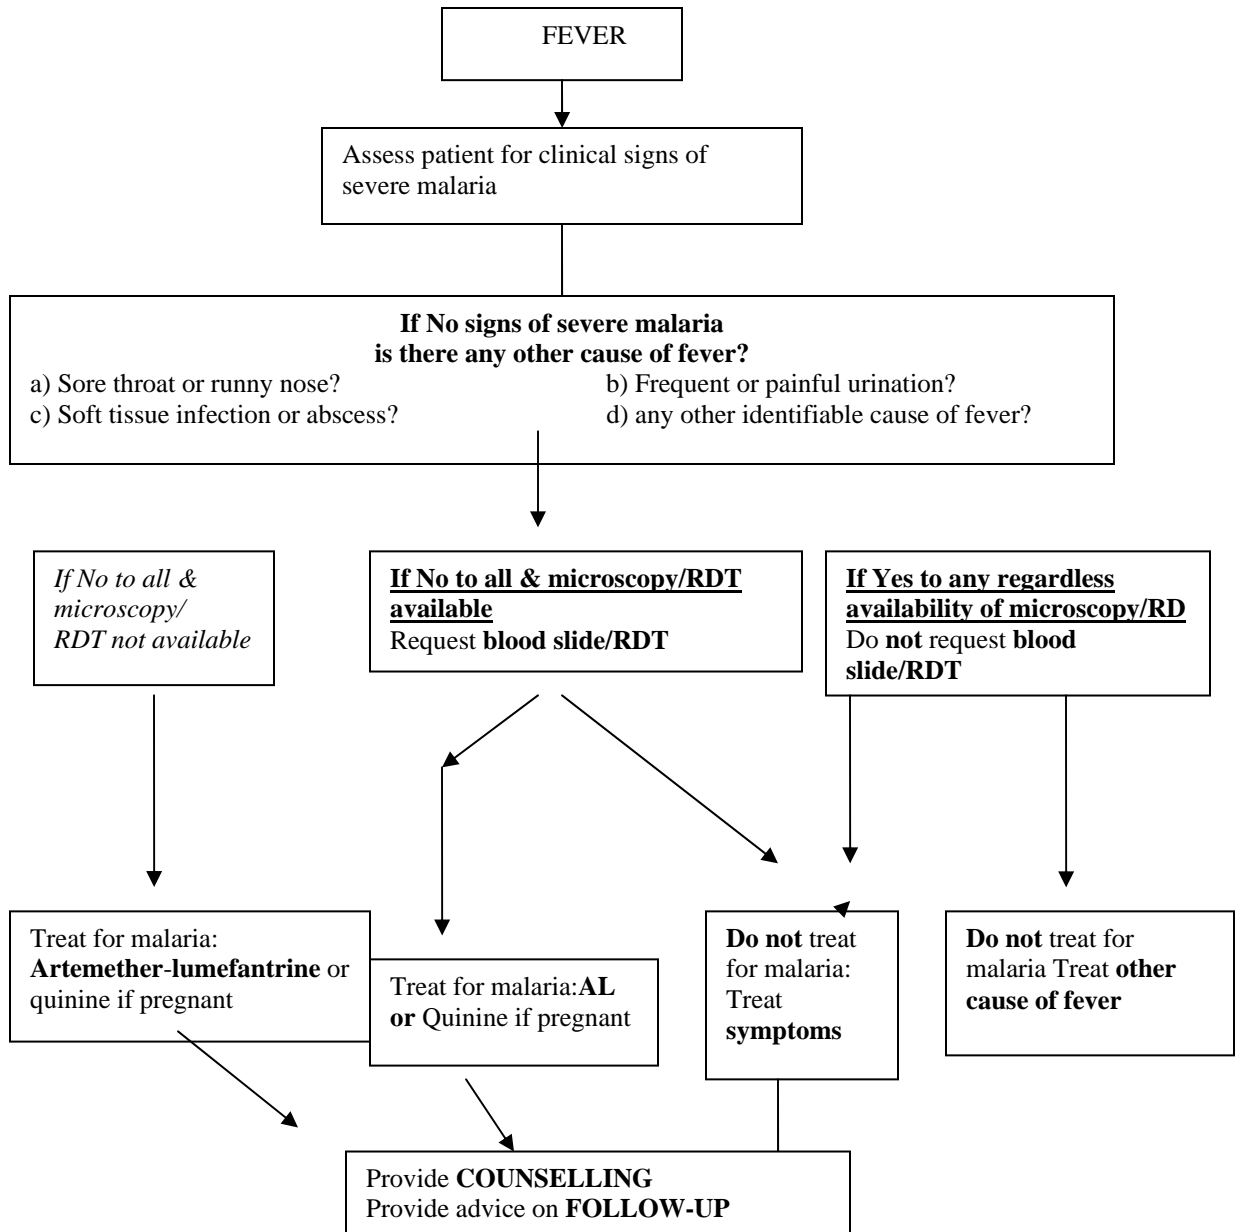 FEVER
Assess patient for clinical signs of
severe malaria
If No signs of severe malaria
is there any other cause of fever?
a) Sore throat or runny nose? b) Frequent or painful urination?
c) Soft tissue infection or abscess? d) any other identifiable cause of fever?
If No to all &
microscopy/
RDT not available
If No to all & microscopy/RDT
available
Request blood slide/RDT
If Yes to any regardless
availability of microscopy/RD
Do not request blood
slide/RDT
Treat for malaria:
Artemether-lumefantrine or
quinine if pregnant
Treat for malaria:AL
or Quinine if pregnant
Do not treat
for malaria:
Treat
symptoms
Do not treat for
malaria Treat other
cause of fever
Provide COUNSELLING
Provide advice on FOLLOW-UP